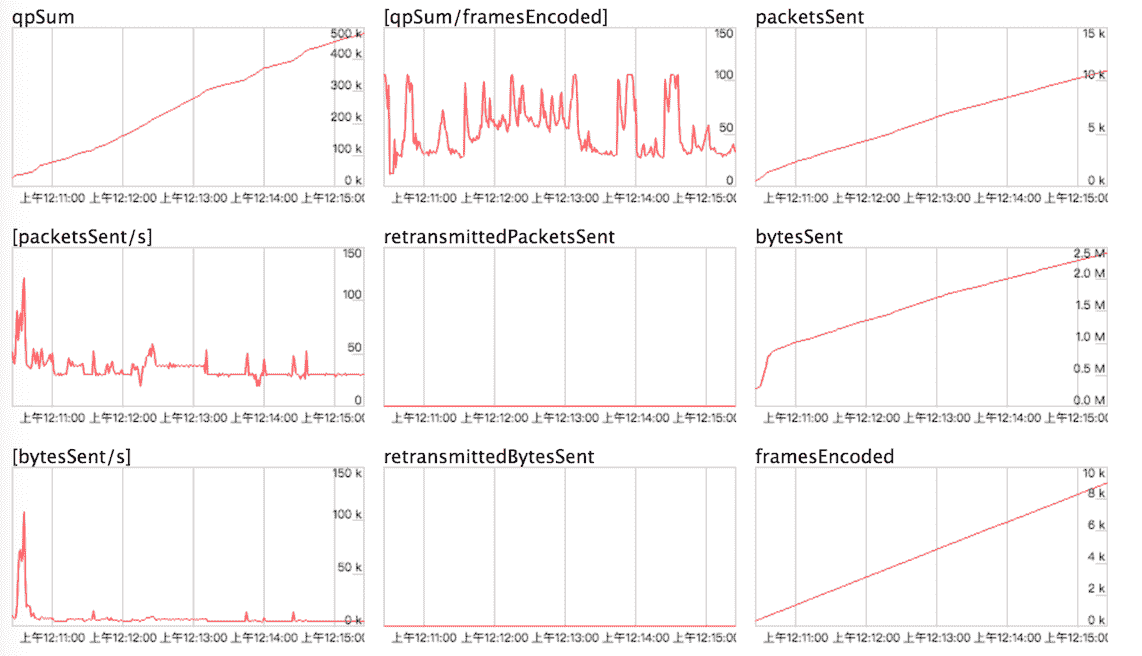 qpSum
500 k
400 k
300 k
200 k
100 k
0 k
上午12:11:00 上午12:12:00 上午12:13:00 上午12:14:00 上午12:15:00
[qpSum/framesEncoded]
150
100
50
0
上午12:11:00 上午12:12:00 上午12:13:00 上午12:14:00 上午12:15:00
packetsSent
15 k
10 k
5 k
0 k
上午12:11:00 上午12:12:00 上午12:13:00 上午12:14:00 上午12:15:00
[packetsSent/s]
150
100
50
0
上午12:11:00 上午12:12:00 上午12:13:00 上午12:14:00 上午12:15:00
retransmittedPacketsSent
上午12:11:00 上午12:12:00 上午12:13:00 上午12:14:00 上午12:15:00
bytesSent
2.5 M
2.0 M
1.5 M
1.0 M
0.5 M
0.0 M
上午12:11:00 上午12:12:00 上午12:13:00 上午12:14:00 上午12:15:00
[bytesSent/s]
150 k
100 k
50 k
0 k
上午12:11:00 上午12:12:00 上午12:13:00 上午12:14:00 上午12:15:00
retransmittedBytesSent
上午12:11:00 上午12:12:00 上午12:13:00 上午12:14:00 上午12:15:00
framesEncoded
10 k
8 k
6 k
4 k
2 k
0 k
上午12:11:00 上午12:12:00 上午12:13:00 上午12:14:00 上午12:15:00